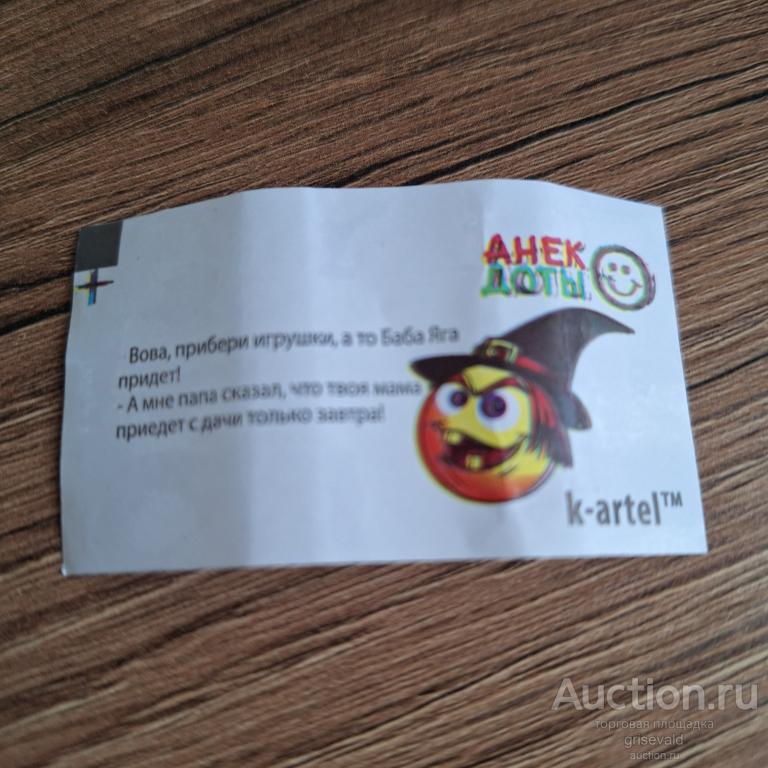 АНЕК
ДОТЫ
Вова, прибери игрушки, а то Баба Яга
придет!
- А мне папа сказал, что твоя мама
приедет с дачи только завтра!
k-artel™
Auction.ru
торговая площадка
grisevald
auction.ru